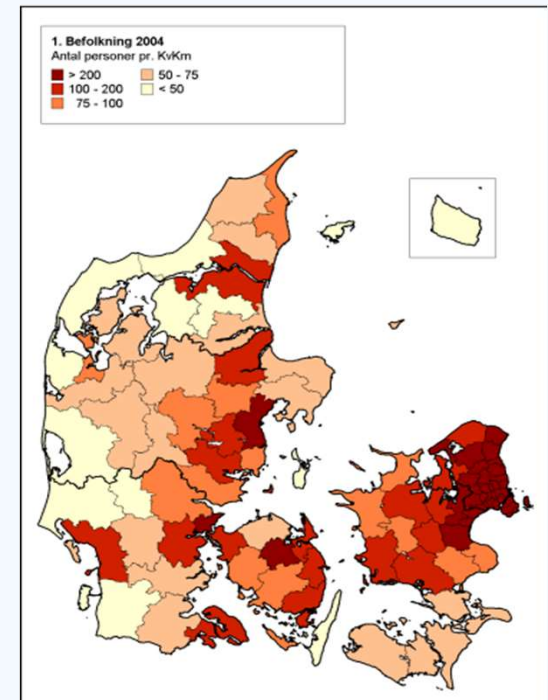 1. Befolkning 2004
Antal personer pr. KvKm
> 200 50 - 75
100 - 200 < 50
75 - 100